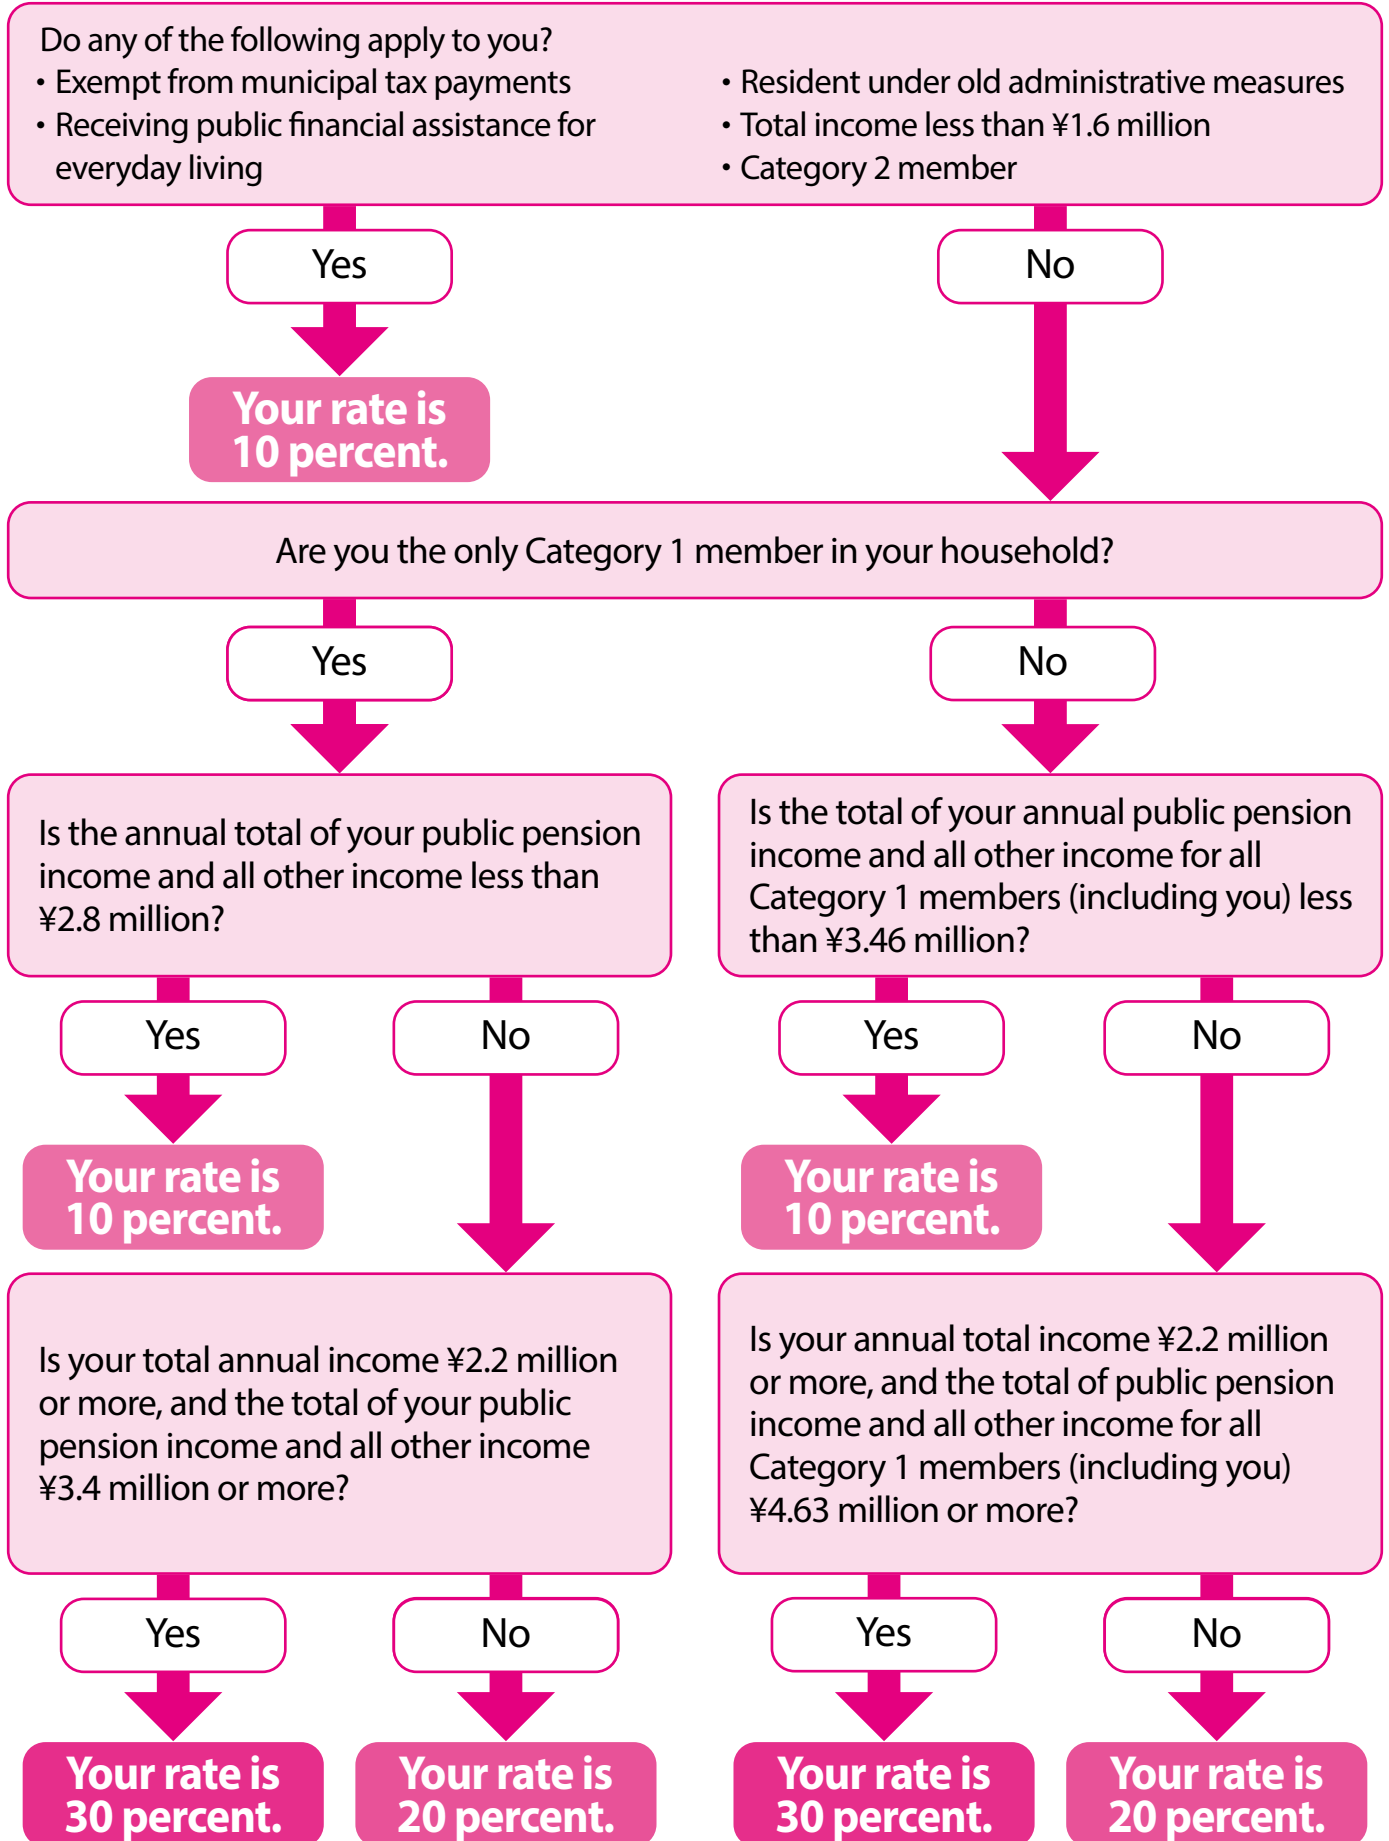 Do any of the following apply to you?
・Exempt from municipal tax payments
・Receiving public financial assistance for
everyday living
・Resident under old administrative measures
・Total income less than ¥1.6 million
・Category 2 member
Yes
No
Your rate is
10 percent.
Are you the only Category 1 member in your household?
Yes
No
Is the annual total of your public pension
income and all other income less than
¥2.8 million?
Is the total of your annual public pension
income and all other income for all
Category 1 members (including you) less
than ¥3.46 million?
Yes
No
Yes
No
Your rate is
10 percent.
Your rate is
10 percent.
Is your total annual income ¥2.2 million
or more, and the total of your public
pension income and all other income
¥3.4 million or more?
Is your annual total income ¥2.2 million
or more, and the total of public pension
income and all other income for all
Category 1 members (including you)
¥4.63 million or more?
Yes
No
Yes
No
Your rate is
30 percent.
Your rate is
20 percent.
Your rate is
30 percent.
Your rate is
20 percent.